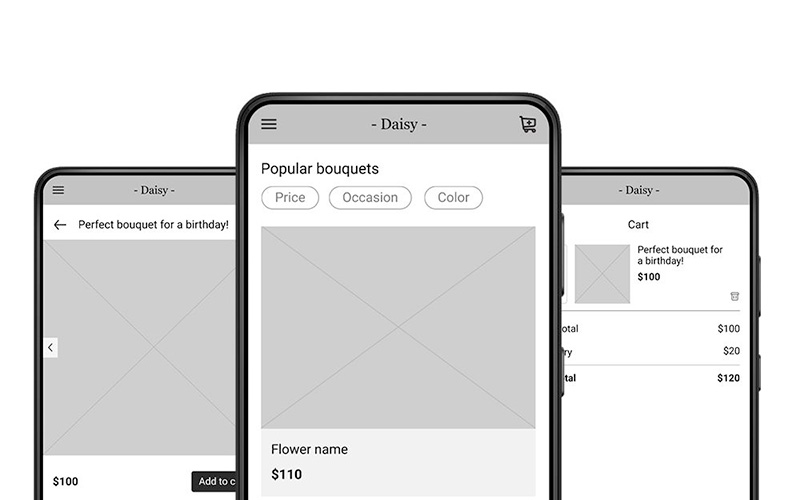 - Daisy -
Perfect bouquet for a birthday!
$100
Add to c
- Daisy -
Popular bouquets
Price
Occasion
Color
Flower name
$110
- Daisy -
Cart
Perfect bouquet for
a birthday!
$100
otal $100
ry $20
tal $120